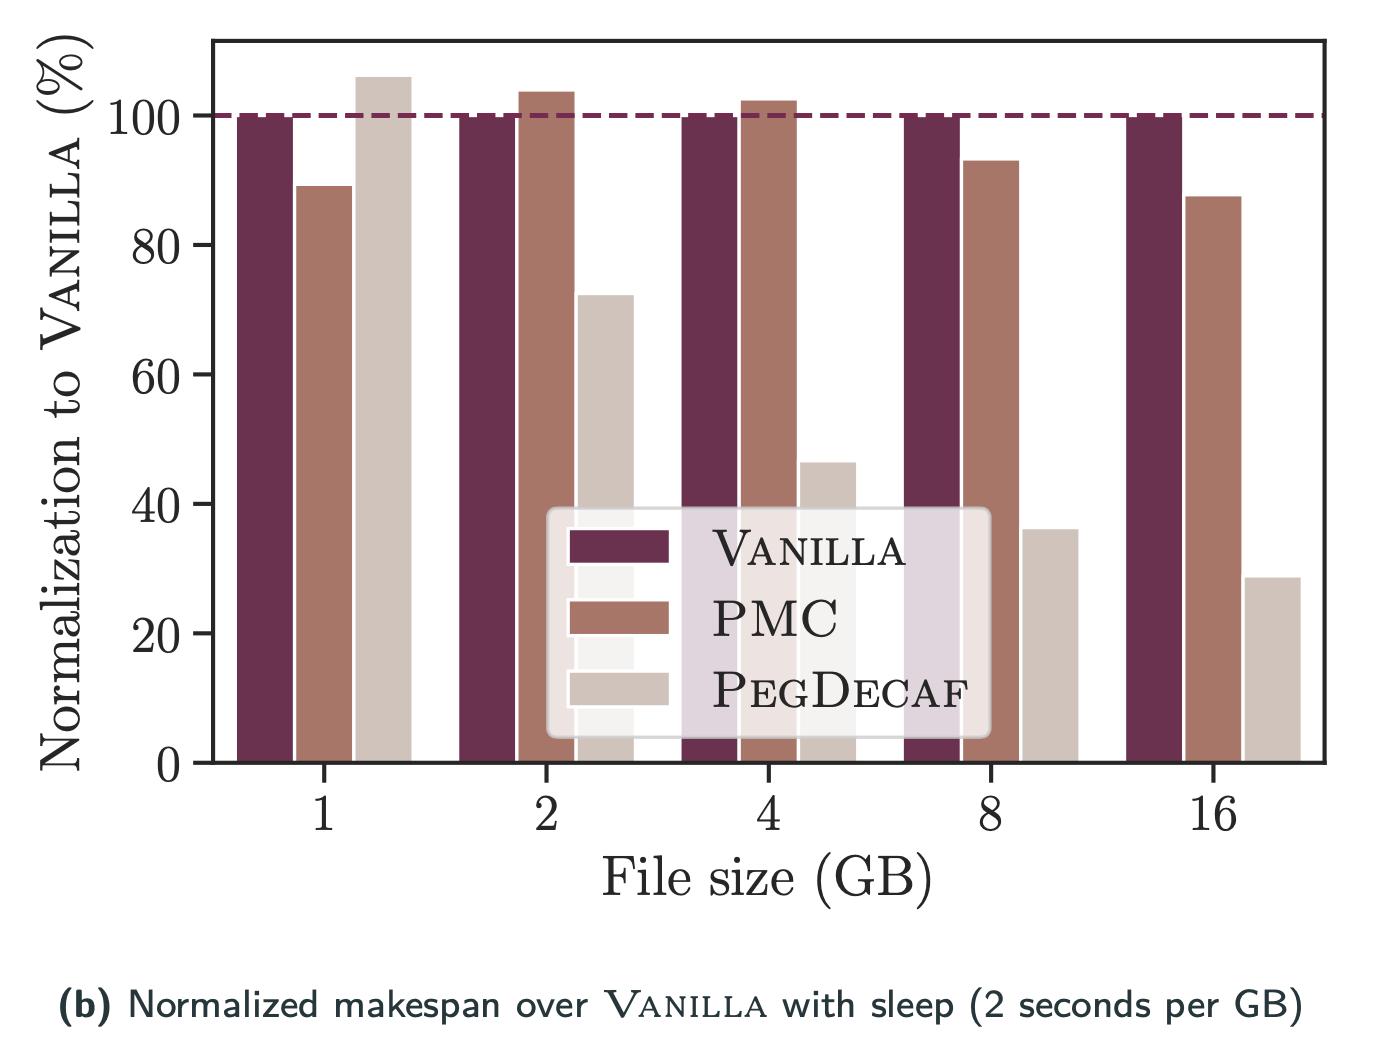 Normalization to VANILLA (%)
100
80
60
40
20
0
VANILLA
PMC
PEGDECAF
1 2 4 8 16
File size (GB)
(b) Normalized makespan over VANILLA with sleep (2 seconds per GB)